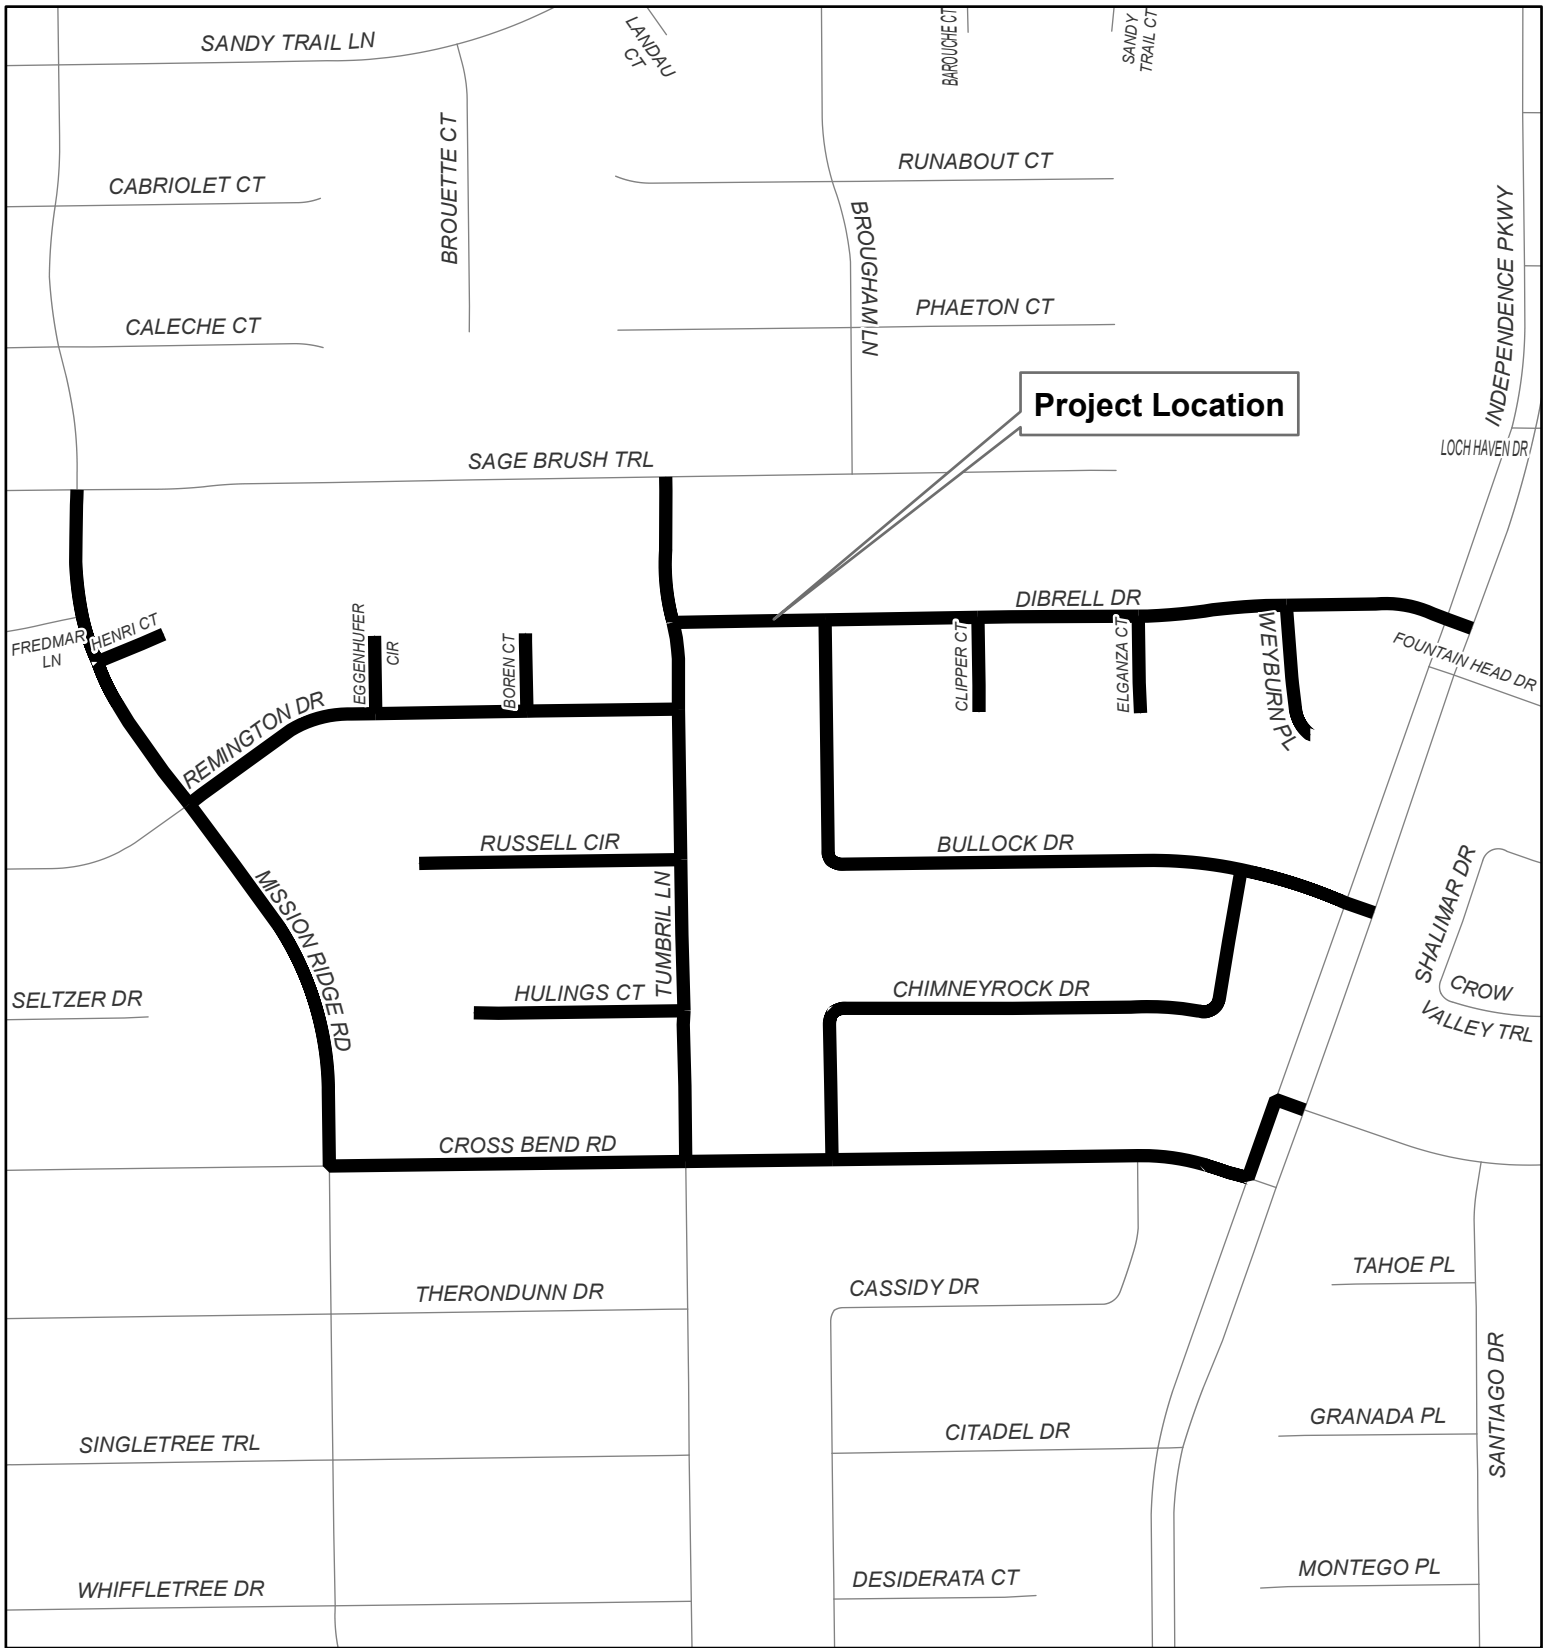 SANDY TRAIL LN
LANDAU
CT
BAROUCHE CT
SANDY
TRAIL CT
BROUETTE CT
RUNABOUT CT
CABRIOLET CT
BROUGHAM LN
INDEPENDENCE PKWY
PHAETON CT
CALECHE CT
Project Location
LOCH HAVEN DR
SAGE BRUSH TRL
DIBRELL DR
FREDMAR
LN
HENRI CT
EGGENHUFER
CIR
BOREN CT
CLIPPER CT
ELGANZA CT
WEYBURN PL
FOUNTAIN HEAD DR
REMINGTON DR
RUSSELL CIR
BULLOCK DR
MISSION RIDGE RD
TUMBRIL LN
SHALIMAR DR
SELTZER DR
HULINGS CT
CHIMNEYROCK DR
CROW
VALLEY TRL
CROSS BEND RD
TAHOE PL
THERONDUNN DR
CASSIDY DR
SANTIAGO DR
GRANADA PL
CITADEL DR
SINGLETREE TRL
MONTEGO PL
DESIDERATA CT
WHIFFLETREE DR